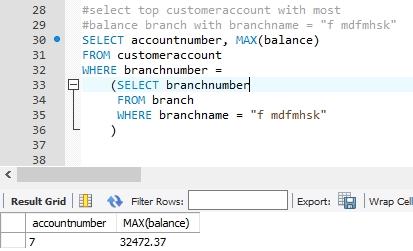 28 #select top customeraccount with most
29 #balance branch with branchname = "f mdfmhsk"
30 SELECT accountnumber, MAX(balance)
31 FROM customeraccount
32 WHERE branchnumber =
33 (SELECT branchnumber
34 FROM branch
35 WHERE branchname = "f mdfmhsk"
36 )
37
38
Result Grid Filter Rows: Export: Wrap Cel
accountnumber MAX(balance)
7 32472.37